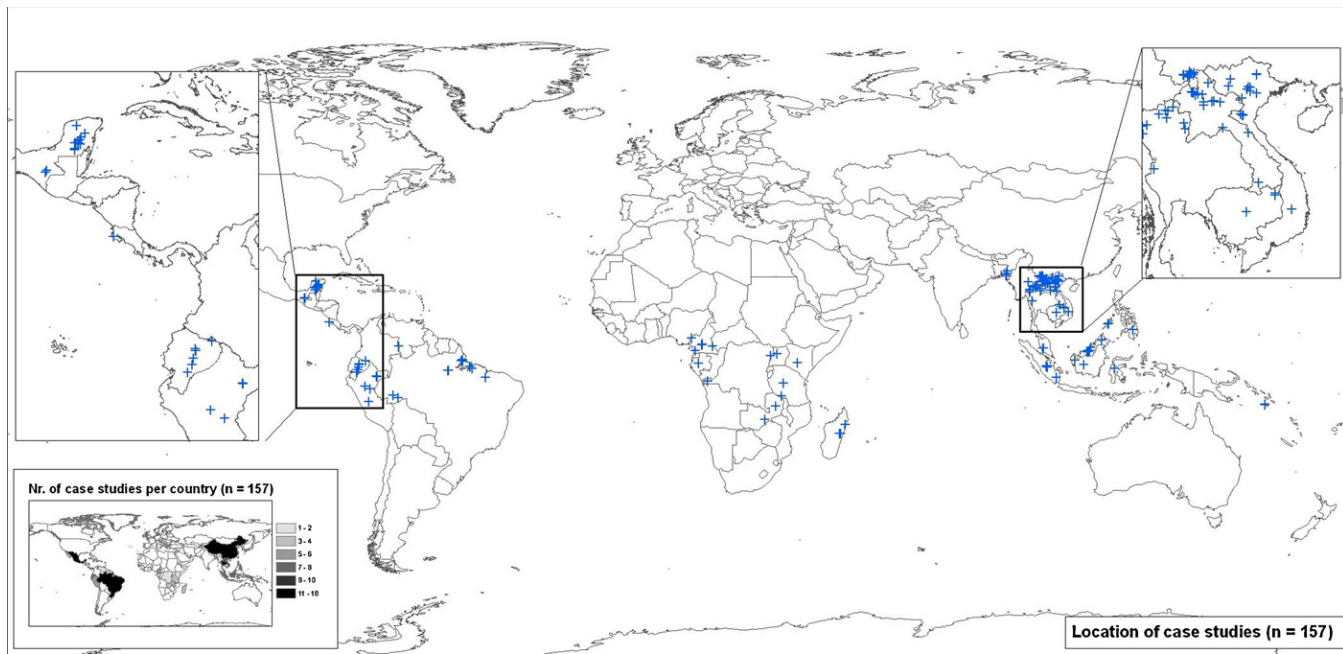 Nr. of case studies per country (n = 157)
1 - 2
3 - 4
5 - 6
7 - 8
9 - 10
11 - 18
Location of case studies (n = 157)